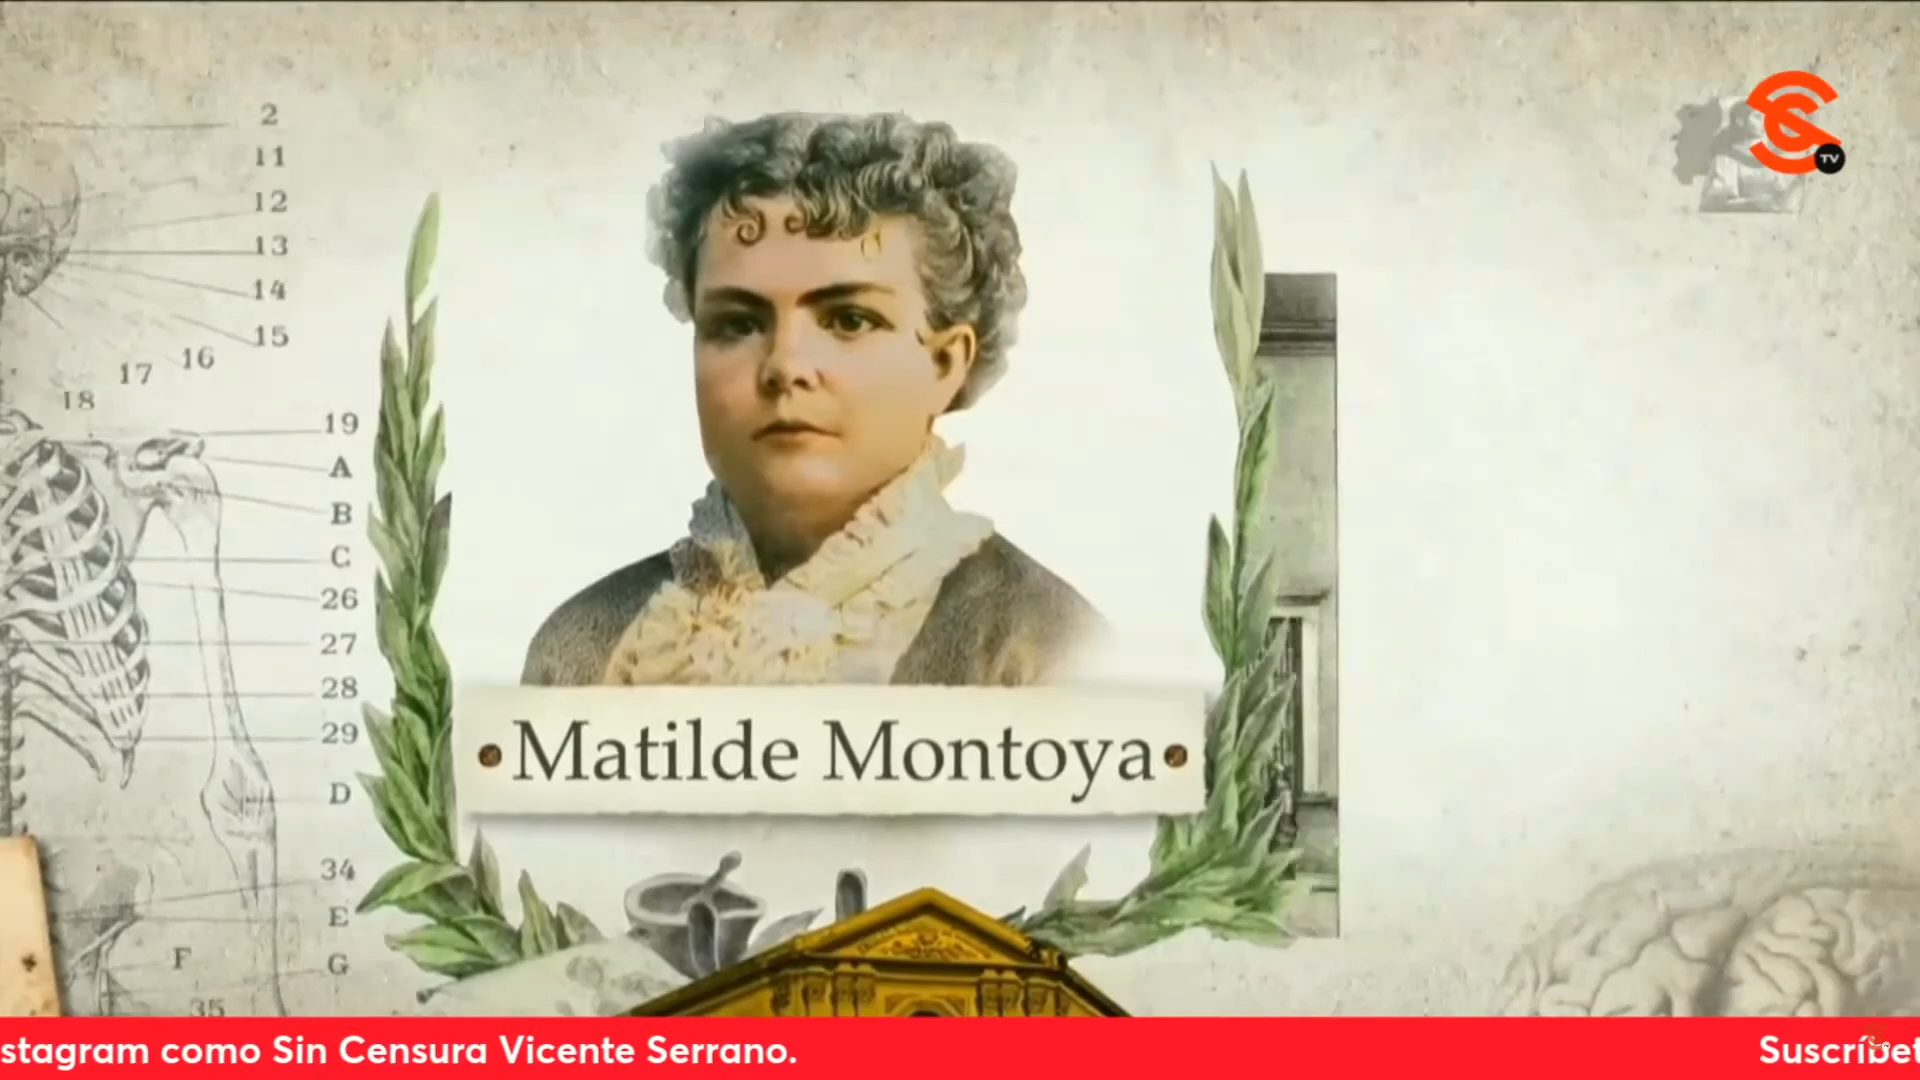 2
11
12
13
14
15
16
17
18
19
A
B
C
26
27
28
29
D
34
E
F
G
35
TV
•Matilde Montoya•
stagram como Sin Censura Vicente Serrano.
Suscríbet